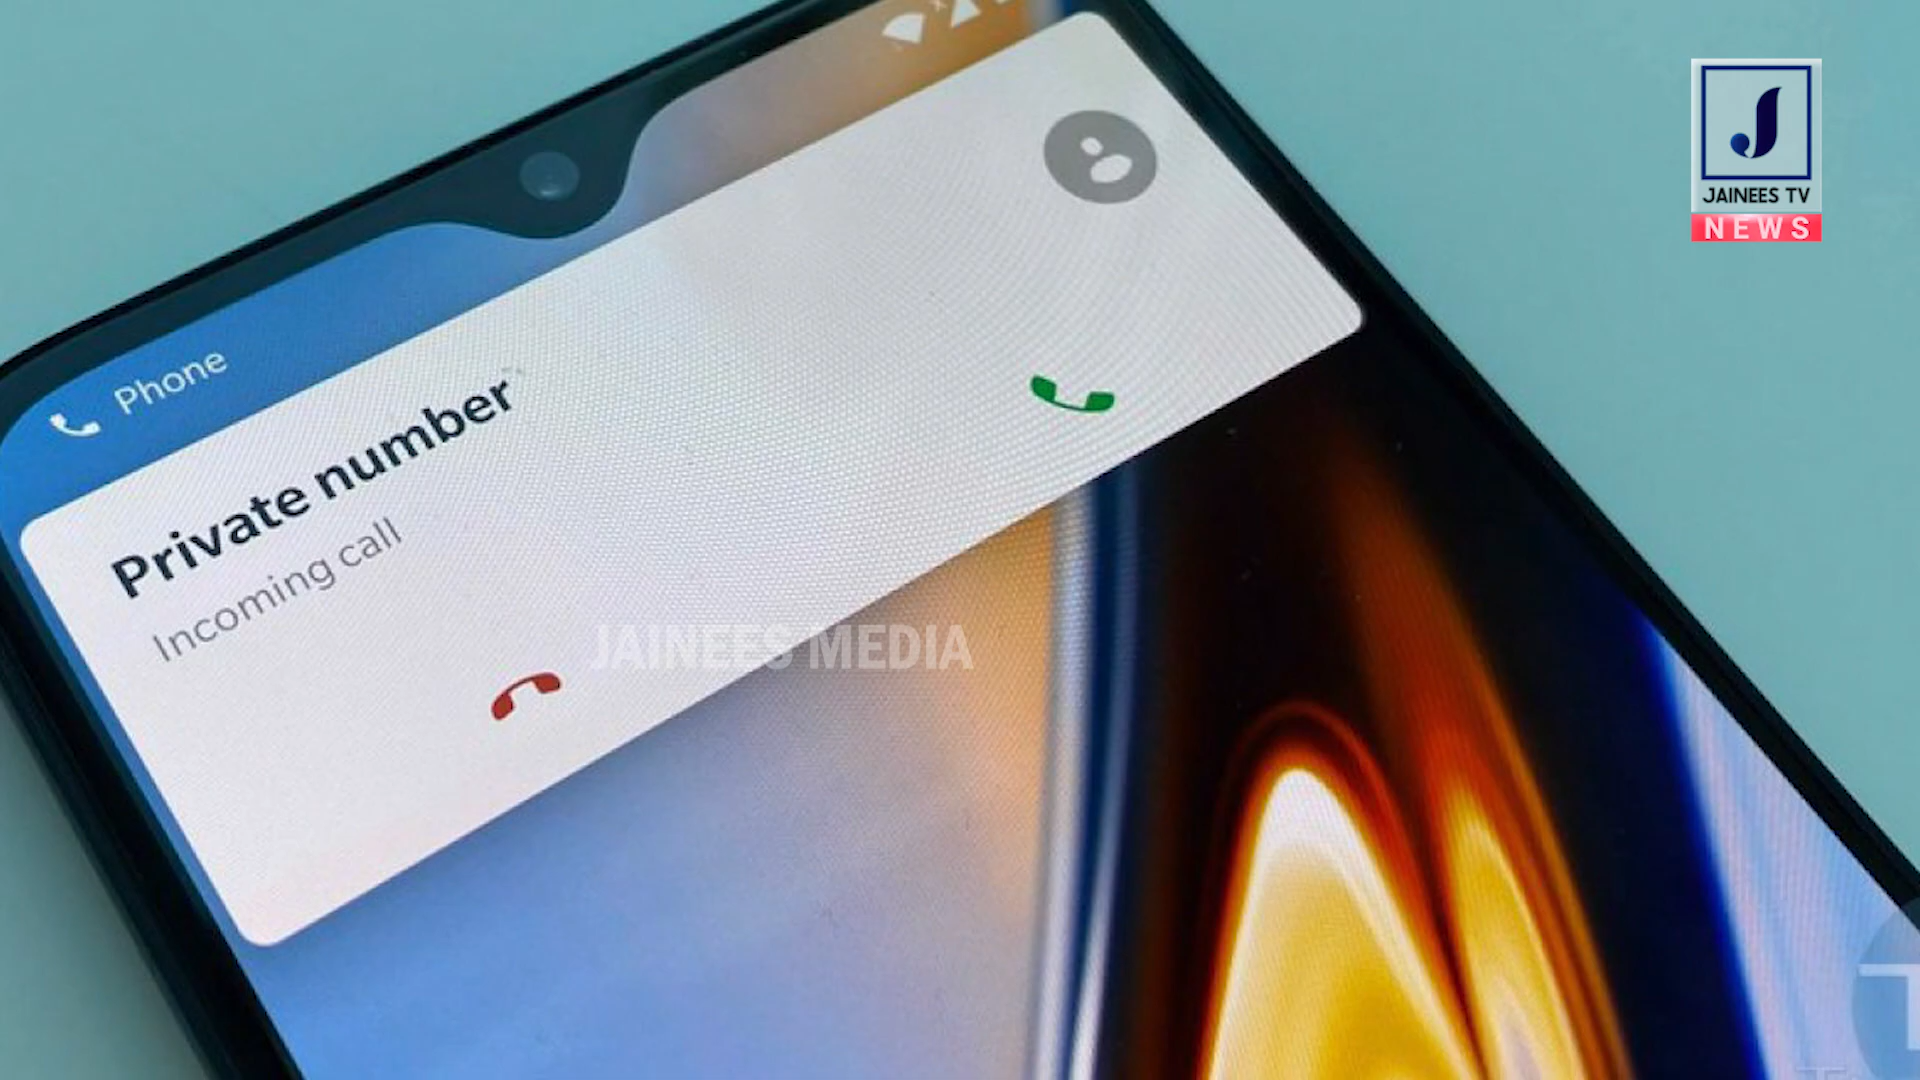 J
JAINEES TV
NEWS
Phone
Private number
Incoming call
JAINEES MEDIA